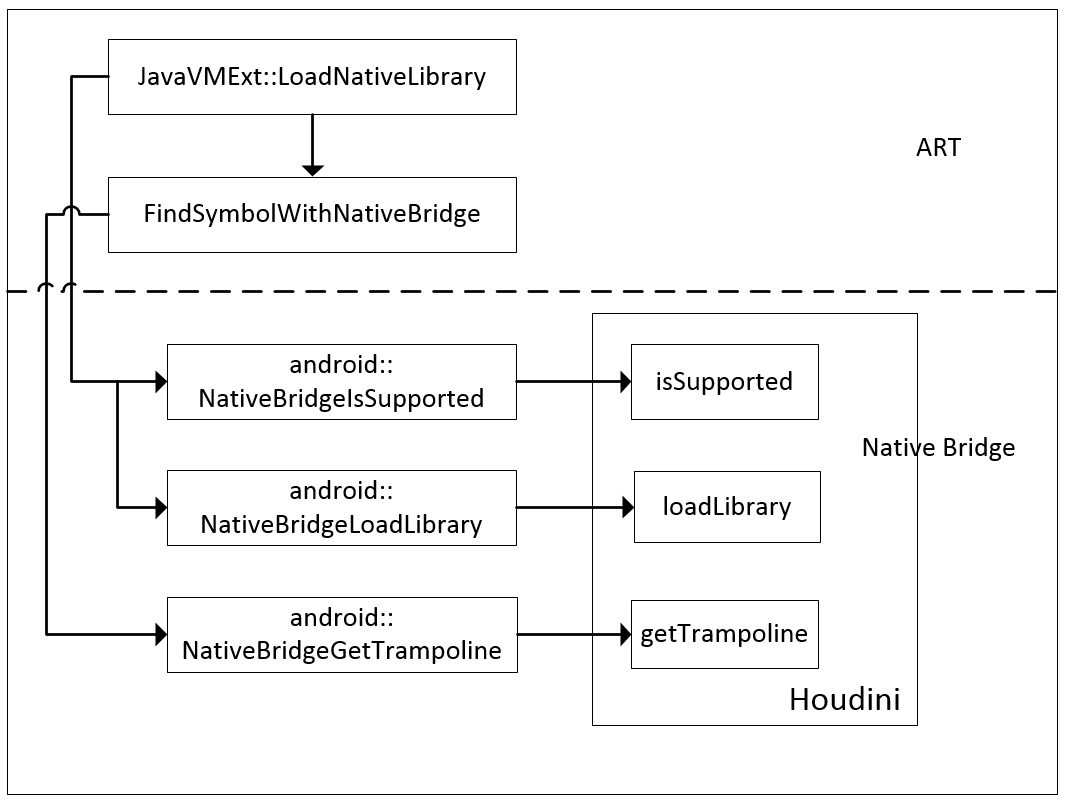 JavaVMExt::LoadNativeLibrary
ART
FindSymbolWithNativeBridge
android::
NativeBridgeIsSupported
isSupported
Native Bridge
android::
NativeBridgeLoadLibrary
loadLibrary
android::
NativeBridgeGetTrampoline
getTrampoline
Houdini